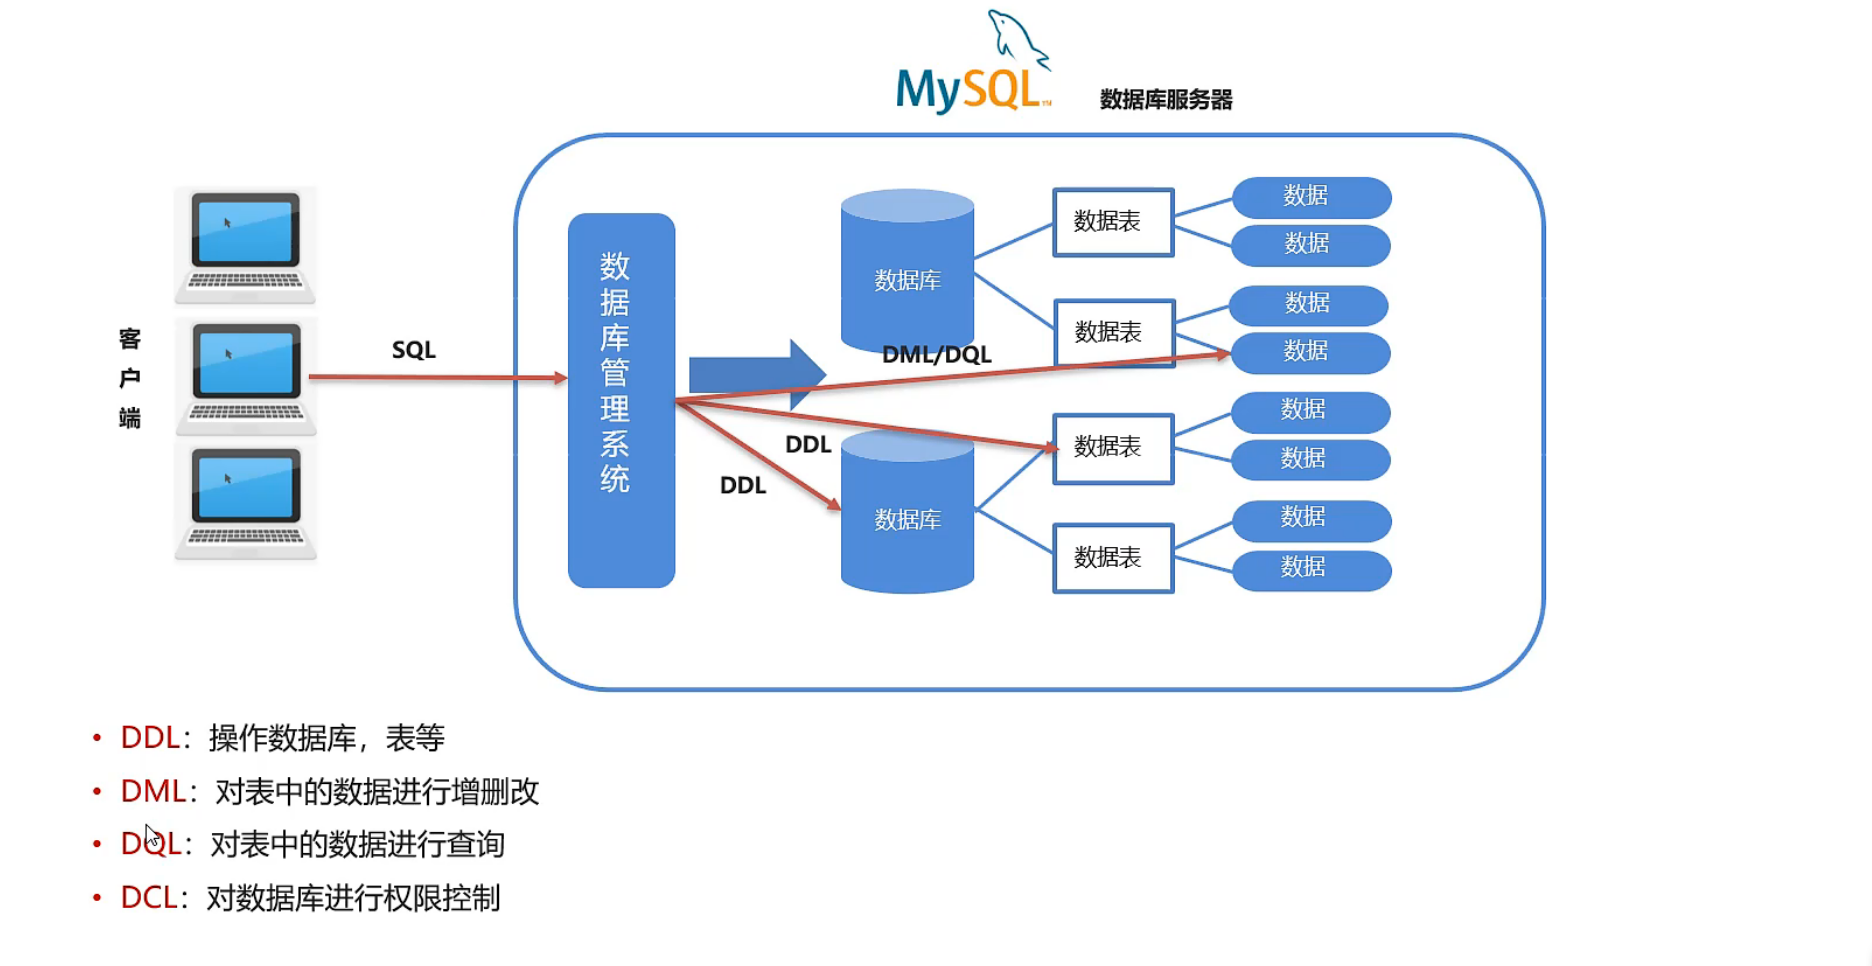 MySQL™
数据库服务器
客户端
SQL
数据库管理系统
数据库
数据表
数据
数据
数据表
数据
数据
DML/DQL
DDL
DDL
数据库
数据表
数据
数据
数据表
数据
数据
• DDL：操作数据库，表等
• DML：对表中的数据进行增删改
• DQL：对表中的数据进行查询
• DCL：对数据库进行权限控制